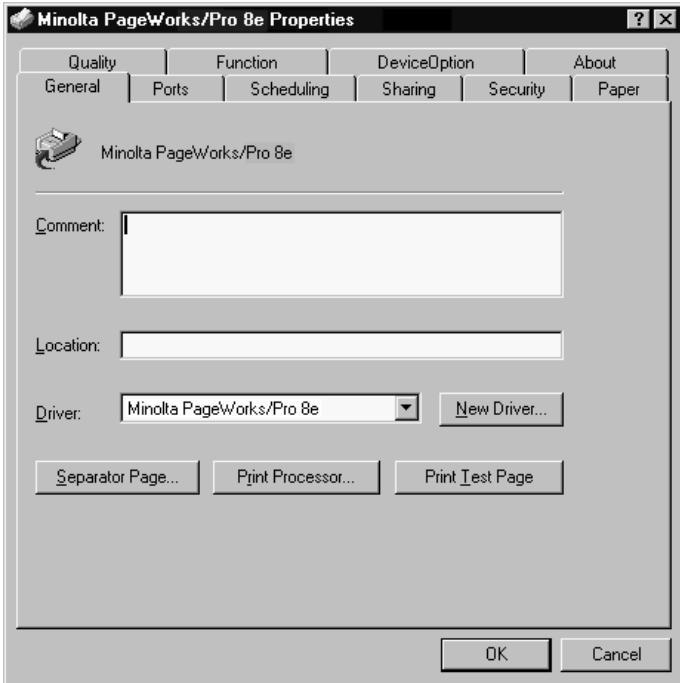 Minolta PageWorks/Pro 8e Properties
Quality Function DeviceOption About
General Ports Scheduling Sharing Security Paper
Minolta PageWorks/Pro 8e
Comment:
Location:
Driver: Minolta PageWorks/Pro 8e New Driver...
Separator Page... Print Processor... Print Test Page
OK Cancel